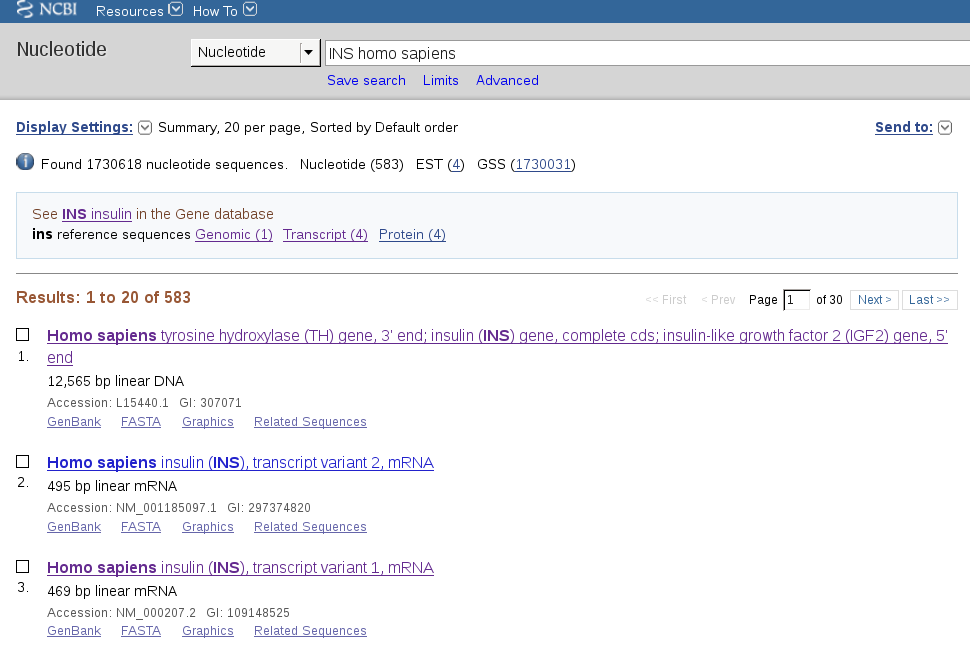 NCBI Resources How To
Nucleotide Nucleotide INS homo sapiens
Save search Limits Advanced
Display Settings: Summary, 20 per page, Sorted by Default order Send to:
Found 1730618 nucleotide sequences. Nucleotide (583) EST (4) GSS (1730031)
See INS insulin in the Gene database
ins reference sequences Genomic (1) Transcript (4) Protein (4)
Results: 1 to 20 of 583 << First < Prev Page 1 of 30 Next > Last >>
Homo sapiens tyrosine hydroxylase (TH) gene, 3' end; insulin (INS) gene, complete cds; insulin-like growth factor 2 (IGF2) gene, 5'
1. end
12,565 bp linear DNA
Accession: L15440.1 GI: 307071
GenBank FASTA Graphics Related Sequences
Homo sapiens insulin (INS), transcript variant 2, mRNA
2. 495 bp linear mRNA
Accession: NM_001185097.1 GI: 297374820
GenBank FASTA Graphics Related Sequences
Homo sapiens insulin (INS), transcript variant 1, mRNA
3. 469 bp linear mRNA
Accession: NM_000207.2 GI: 109148525
GenBank FASTA Graphics Related Sequences